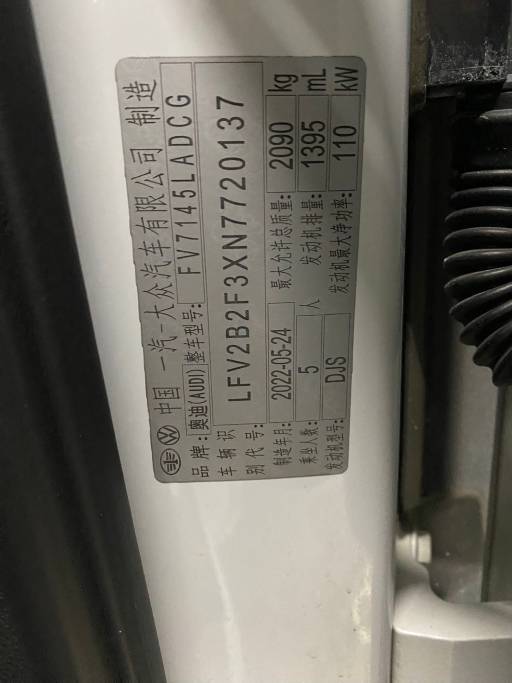 中国 一汽-大众汽车有限公司 制造
品牌: 奥迪(AUDI) 整车型号: FV7145LADCG
车辆识别代号: LFV2B2F3XN7720137
制造年月: 2022-05-24 最大允许总质量: 2090 kg
乘坐人数: 5 人 发动机排量: 1395 mL
发动机型号: DJS 发动机最大净功率: 110 kW